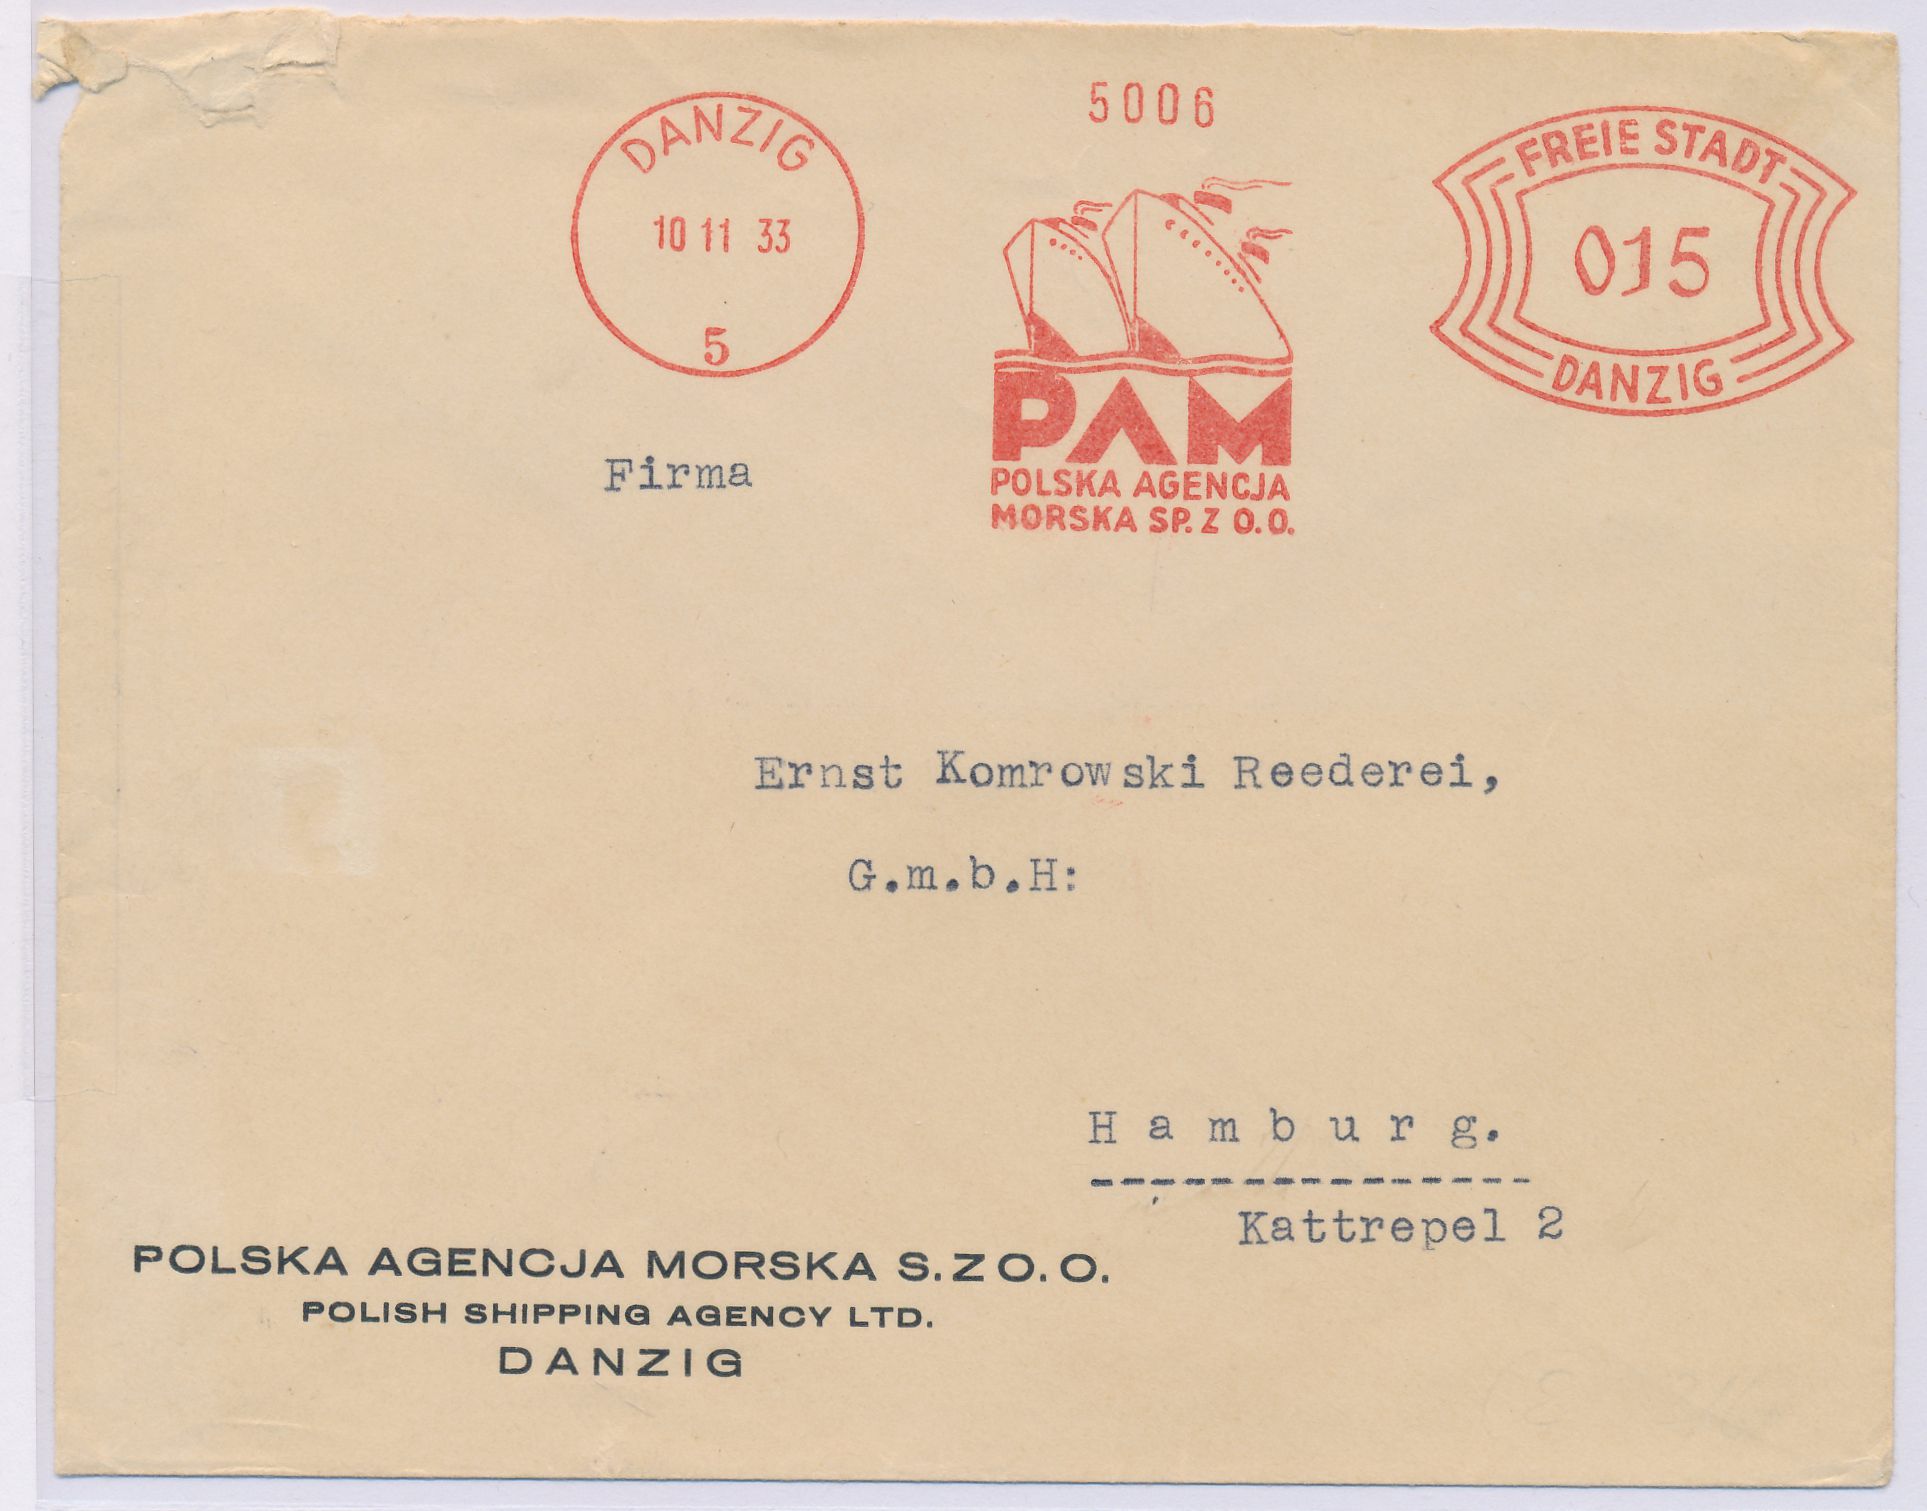 5006
DANZIG
10 11 33
5
FREIE STADT
015
DANZIG
PAM
POLSKA AGENCJA
MORSKA SP. Z O.O.
Firma
Ernst Komrowski Reederei,
G.m.b.H:
Hamburg.
Kattrepel 2
POLSKA AGENCJA MORSKA S. Z O. O.
POLISH SHIPPING AGENCY LTD.
DANZIG